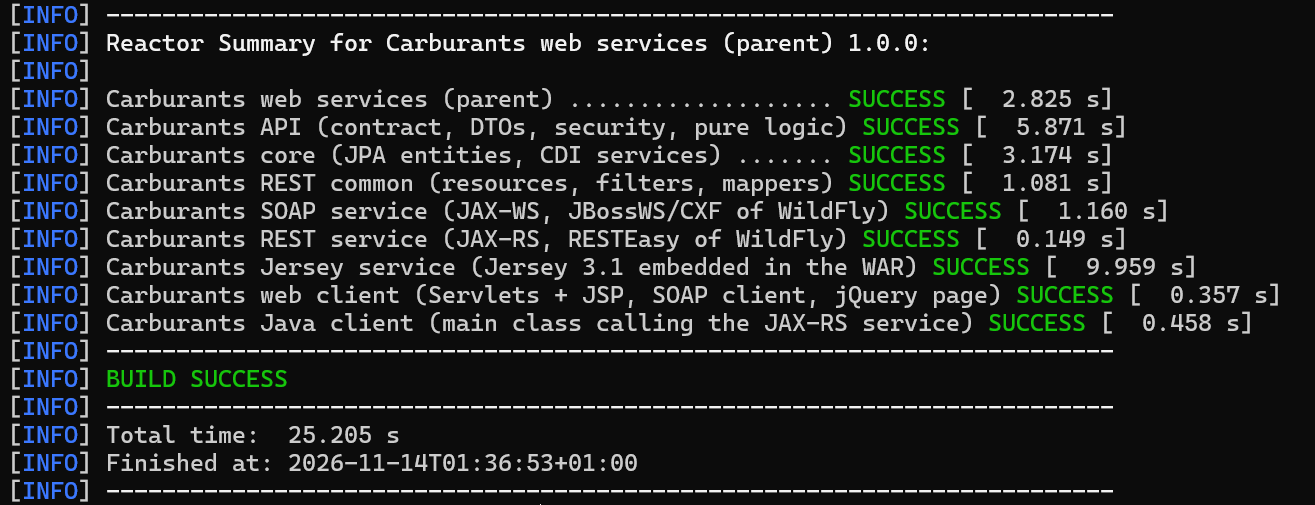 [INFO] ------------------------------------------------------------------------
[INFO] Reactor Summary for Carburants web services (parent) 1.0.0:
[INFO]
[INFO] Carburants web services (parent) ................... SUCCESS [  2.825 s]
[INFO] Carburants API (contract, DTOs, security, pure logic) SUCCESS [  5.871 s]
[INFO] Carburants core (JPA entities, CDI services) ....... SUCCESS [  3.174 s]
[INFO] Carburants REST common (resources, filters, mappers) SUCCESS [  1.081 s]
[INFO] Carburants SOAP service (JAX-WS, JBossWS/CXF of WildFly) SUCCESS [  1.160 s]
[INFO] Carburants REST service (JAX-RS, RESTEasy of WildFly) SUCCESS [  0.149 s]
[INFO] Carburants Jersey service (Jersey 3.1 embedded in the WAR) SUCCESS [  9.959 s]
[INFO] Carburants web client (Servlets + JSP, SOAP client, jQuery page) SUCCESS [  0.357 s]
[INFO] Carburants Java client (main class calling the JAX-RS service) SUCCESS [  0.458 s]
[INFO] ------------------------------------------------------------------------
[INFO] BUILD SUCCESS
[INFO] ------------------------------------------------------------------------
[INFO] Total time:  25.205 s
[INFO] Finished at: 2026-11-14T01:36:53+01:00
[INFO] ------------------------------------------------------------------------